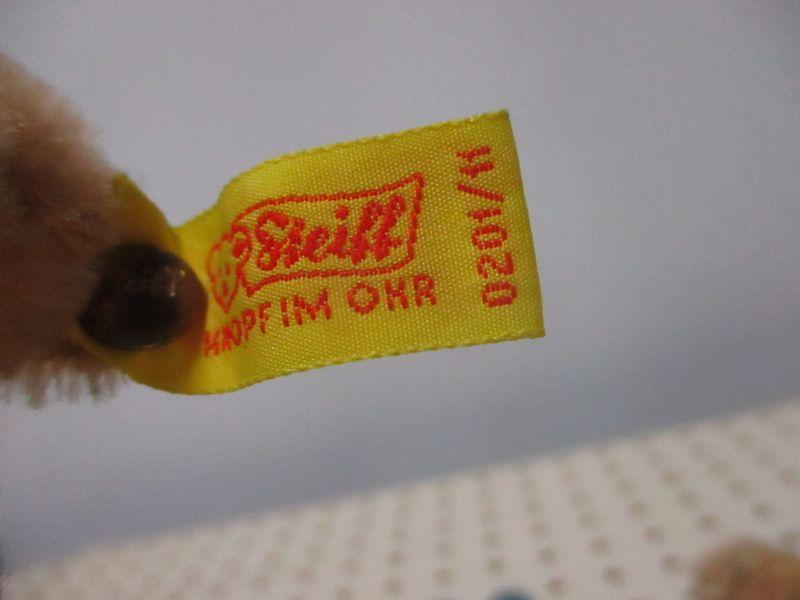 Steiff
KNOPF IM OHR
0201/11